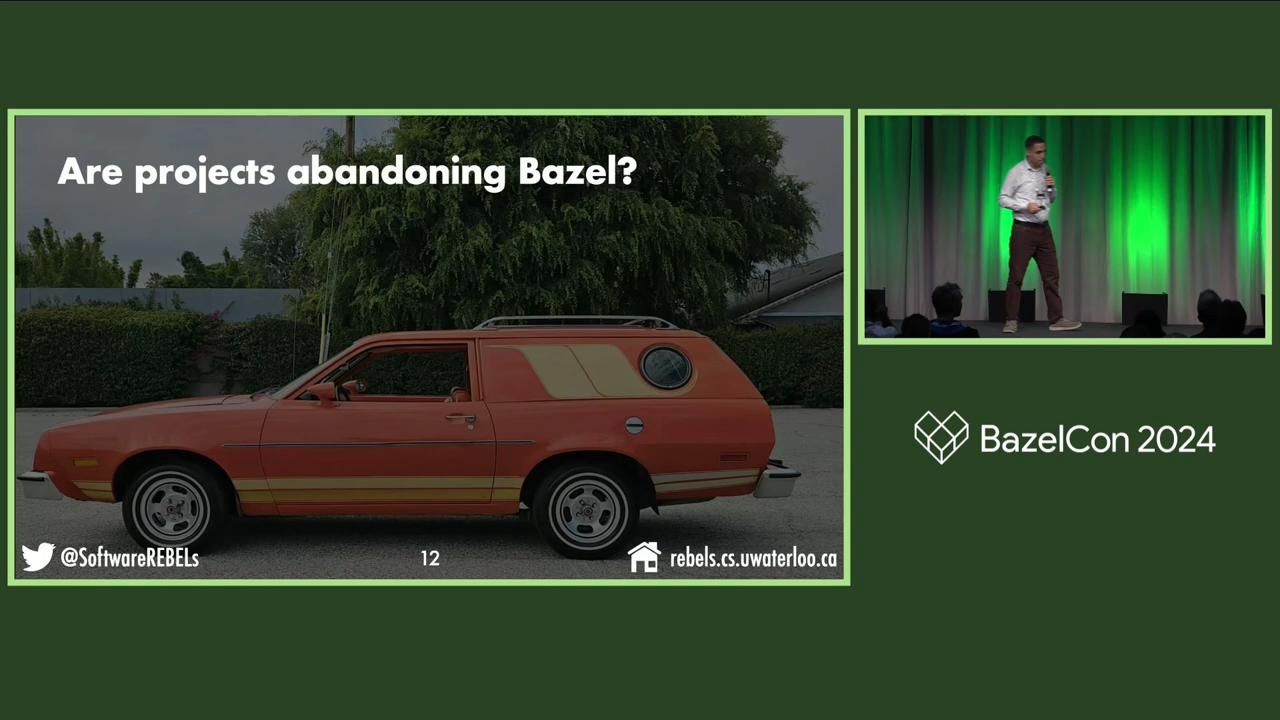 Are projects abandoning Bazel?
@SoftwareREBELs
12
rebels.cs.uwaterloo.ca
BazelCon 2024